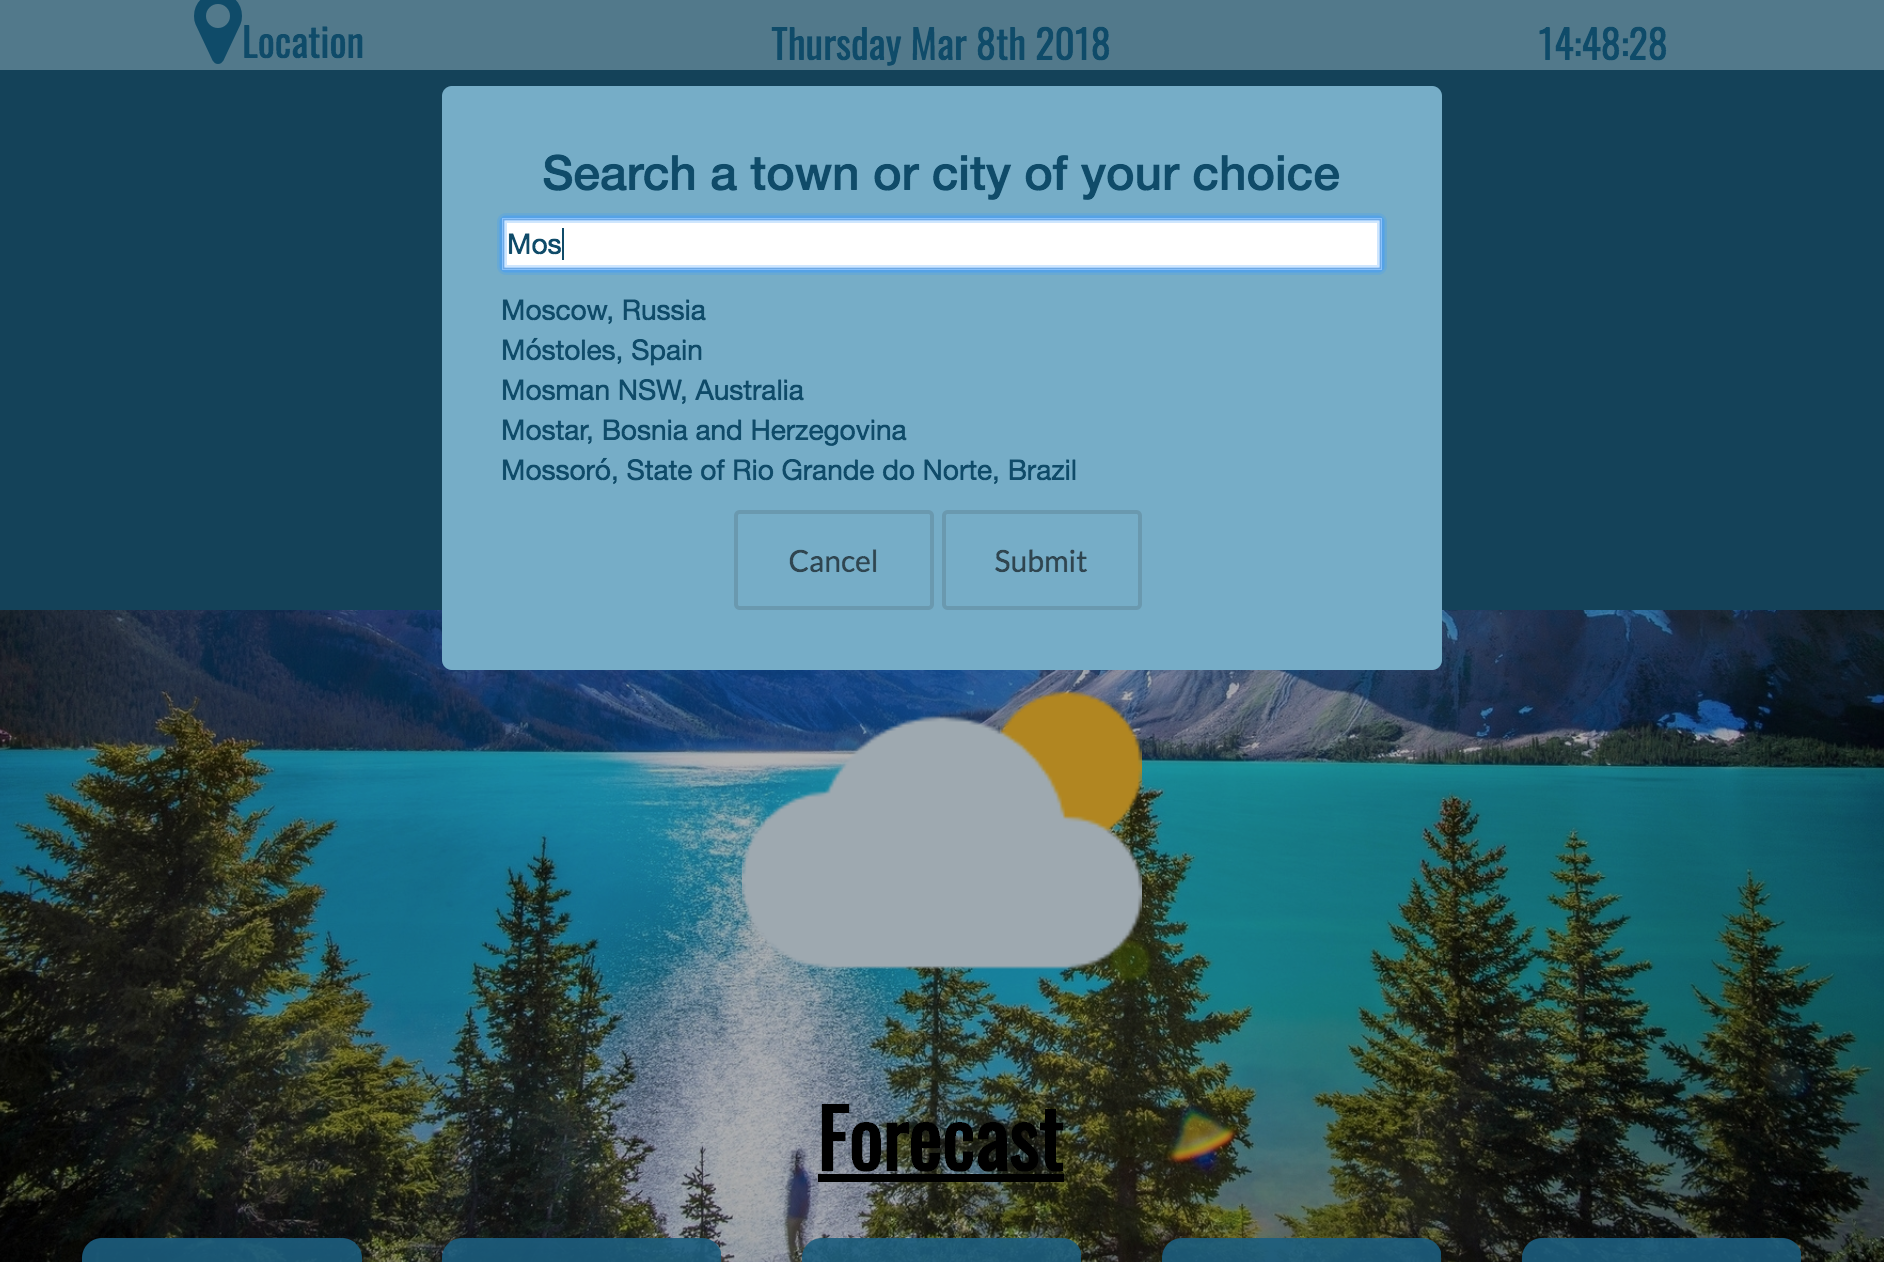 Location
Thursday Mar 8th 2018
14:48:28
Search a town or city of your choice
Mos
Moscow, Russia
Móstoles, Spain
Mosman NSW, Australia
Mostar, Bosnia and Herzegovina
Mossoró, State of Rio Grande do Norte, Brazil
Cancel
Submit
Forecast